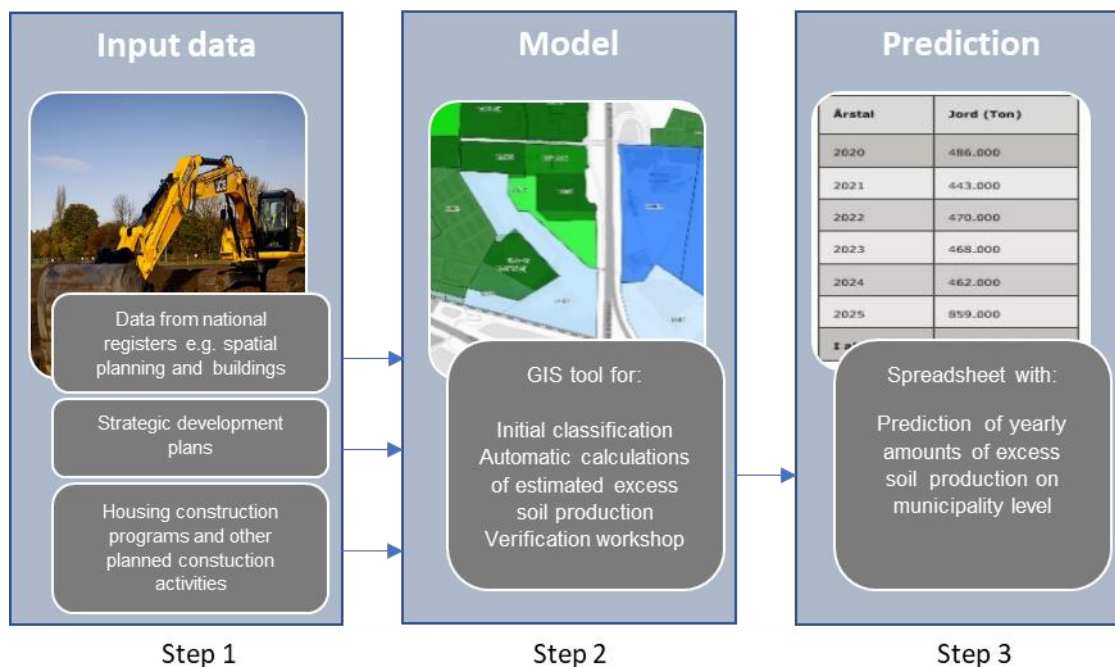 Input data
Data from national
registers e.g. spatial
planning and buildings
Strategic development
plans
Housing construction
programs and other
planned constuction
activities
Step 1
Model
GIS tool for:
Initial classification
Automatic calculations
of estimated excess
soil production
Verification workshop
Step 2
Prediction
Årstal Jord (Ton)
2020 486.000
2021 443.000
2022 470.000
2023 468.000
2024 462.000
2025 859.000
Spreadsheet with:
Prediction of yearly
amounts of excess
soil production on
municipality level
Step 3